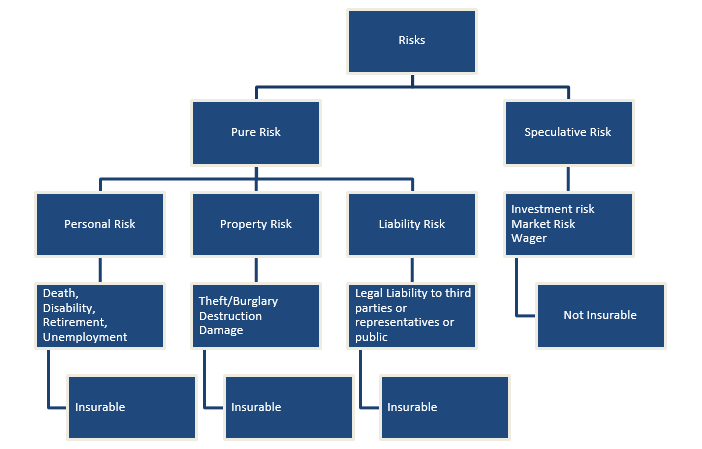 Risks
Pure Risk
Speculative Risk
Personal Risk
Property Risk
Liability Risk
Investment risk
Market Risk
Wager
Death,
Disability,
Retirement,
Unemployment
Theft/Burglary
Destruction
Damage
Legal Liability to third
parties or
representatives or
public
Not Insurable
Insurable
Insurable
Insurable